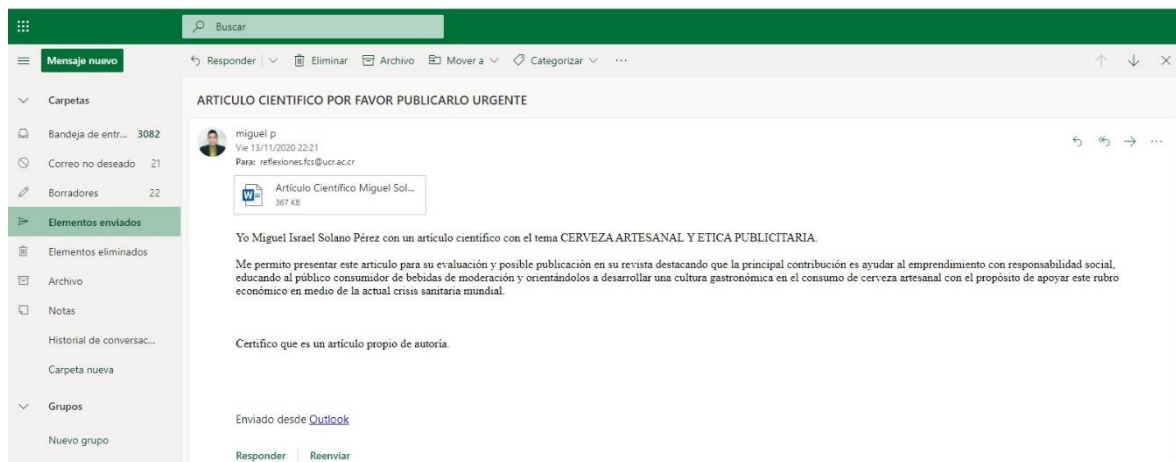 Buscar
Mensaje nuevo
Responder
Eliminar
Archivo
Mover a
Categorizar
Carpetas
Bandeja de entr... 3082
Correo no deseado 21
Borradores 22
Elementos enviados
Elementos eliminados
Archivo
Notas
Historial de conversac...
Carpeta nueva
Grupos
Nuevo grupo
ARTICULO CIENTIFICO POR FAVOR PUBLICARLO URGENTE
miguel p
Vie 13/11/2020 22:21
Para: reflexiones.fcs@ucr.ac.cr
Artículo Científico Miguel Sol...
367 KB
Yo Miguel Israel Solano Pérez con un artículo científico con el tema CERVEZA ARTESANAL Y ETICA PUBLICITARIA.
Me permito presentar este articulo para su evaluación y posible publicación en su revista destacando que la principal contribución es ayudar al emprendimiento con responsabilidad social,
educando al público consumidor de bebidas de moderación y orientándolos a desarrollar una cultura gastronómica en el consumo de cerveza artesanal con el propósito de apoyar este rubro
económico en medio de la actual crisis sanitaria mundial.
Certifico que es un artículo propio de autoría.
Enviado desde Outlook
Responder
Reenviar